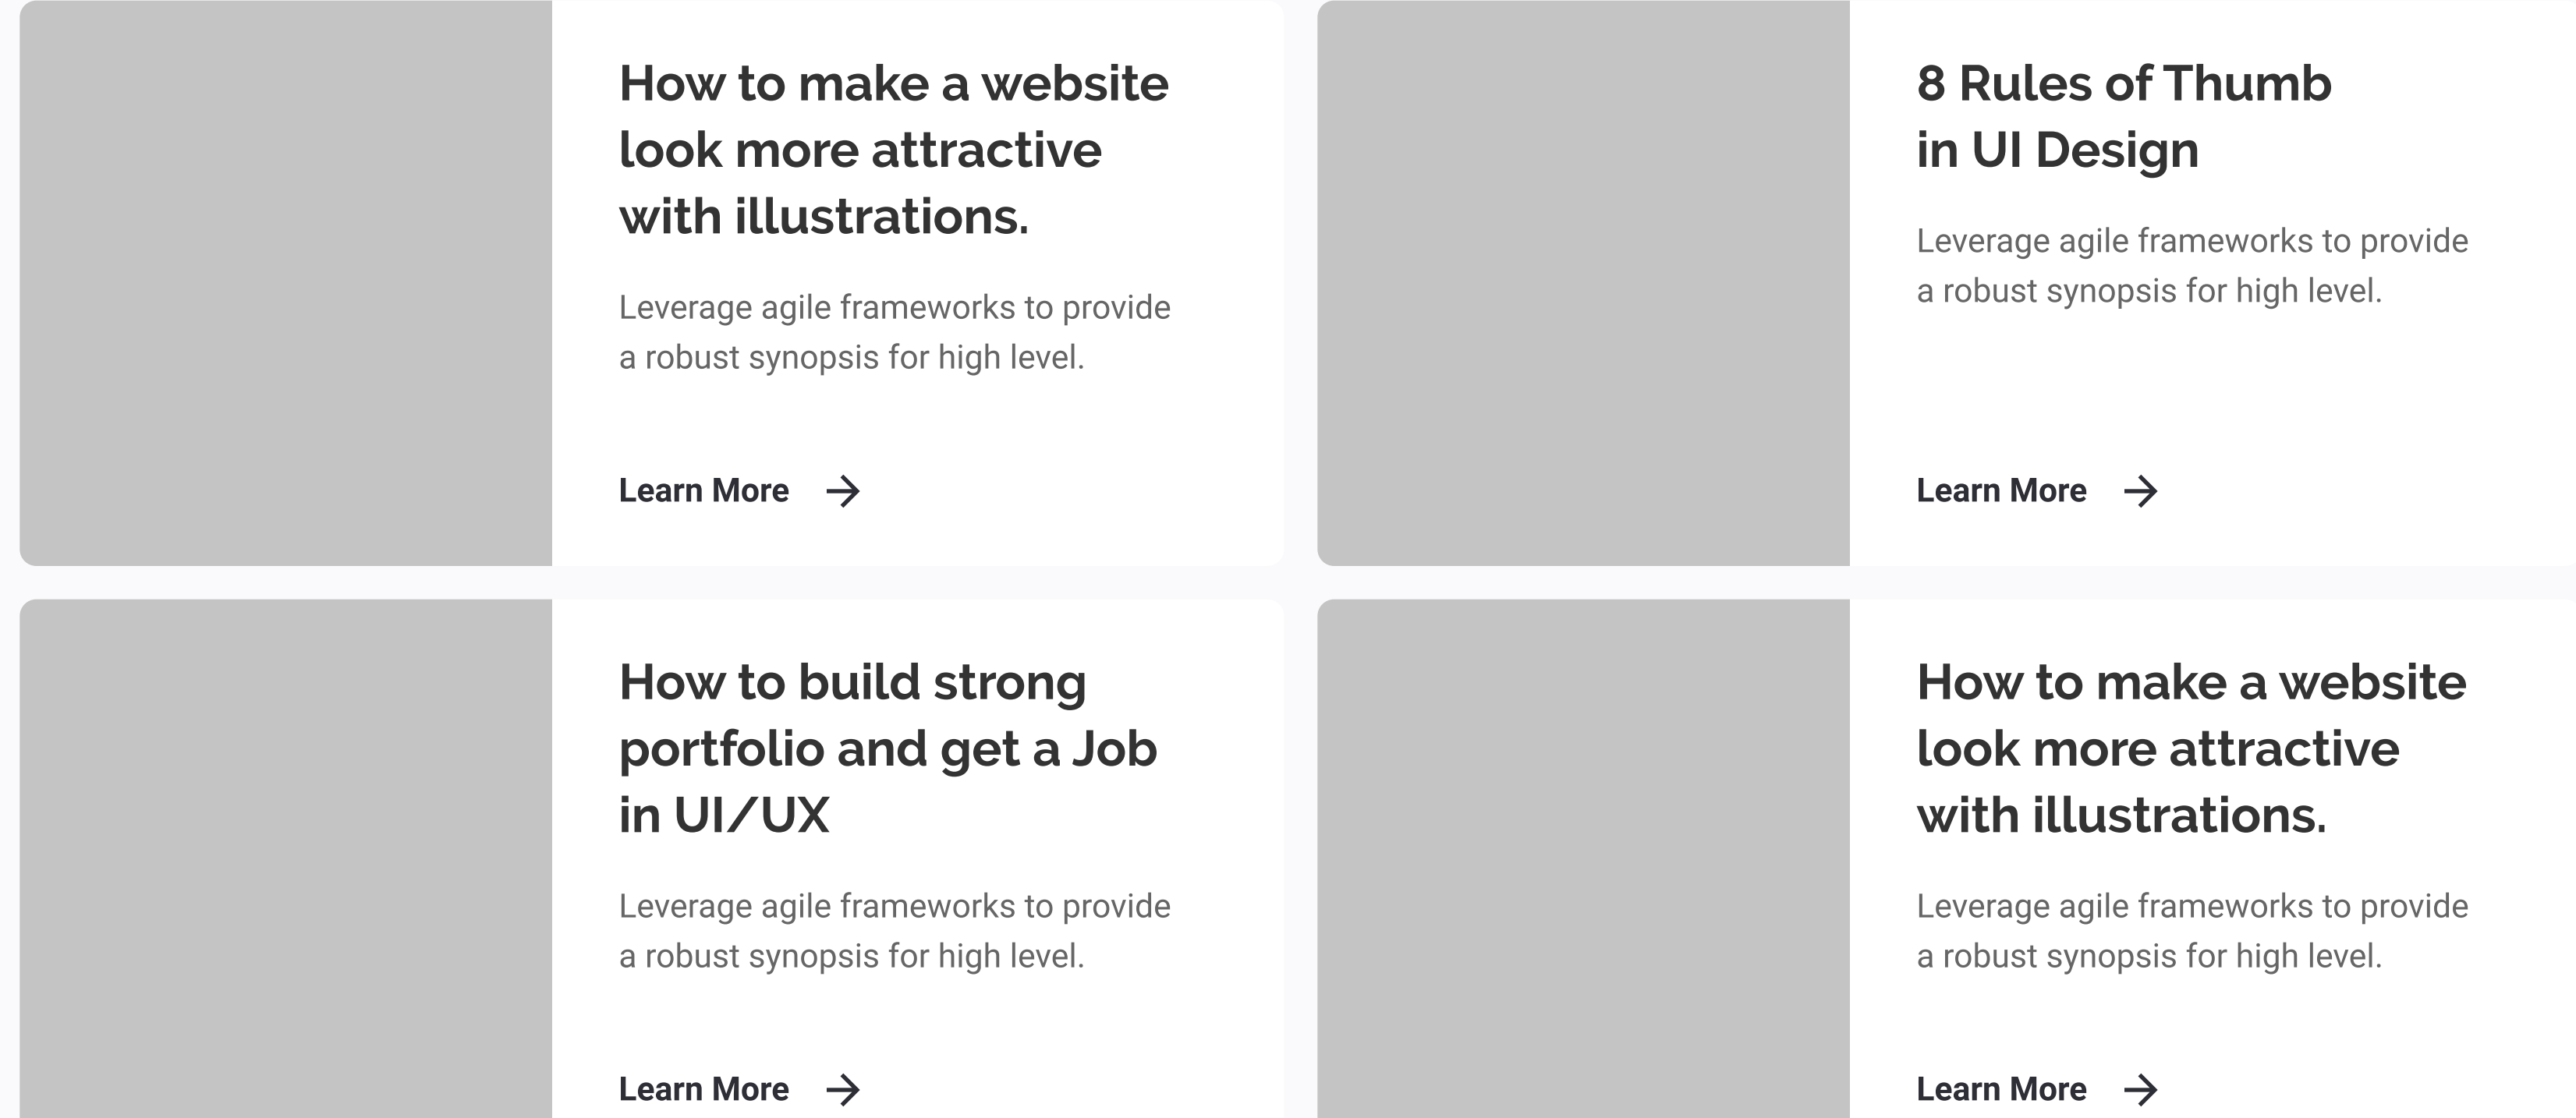 How to make a website
look more attractive
with illustrations.
Leverage agile frameworks to provide
a robust synopsis for high level.
Learn More
8 Rules of Thumb
in UI Design
Leverage agile frameworks to provide
a robust synopsis for high level.
Learn More
How to build strong
portfolio and get a Job
in UI/UX
Leverage agile frameworks to provide
a robust synopsis for high level.
Learn More
How to make a website
look more attractive
with illustrations.
Leverage agile frameworks to provide
a robust synopsis for high level.
Learn More